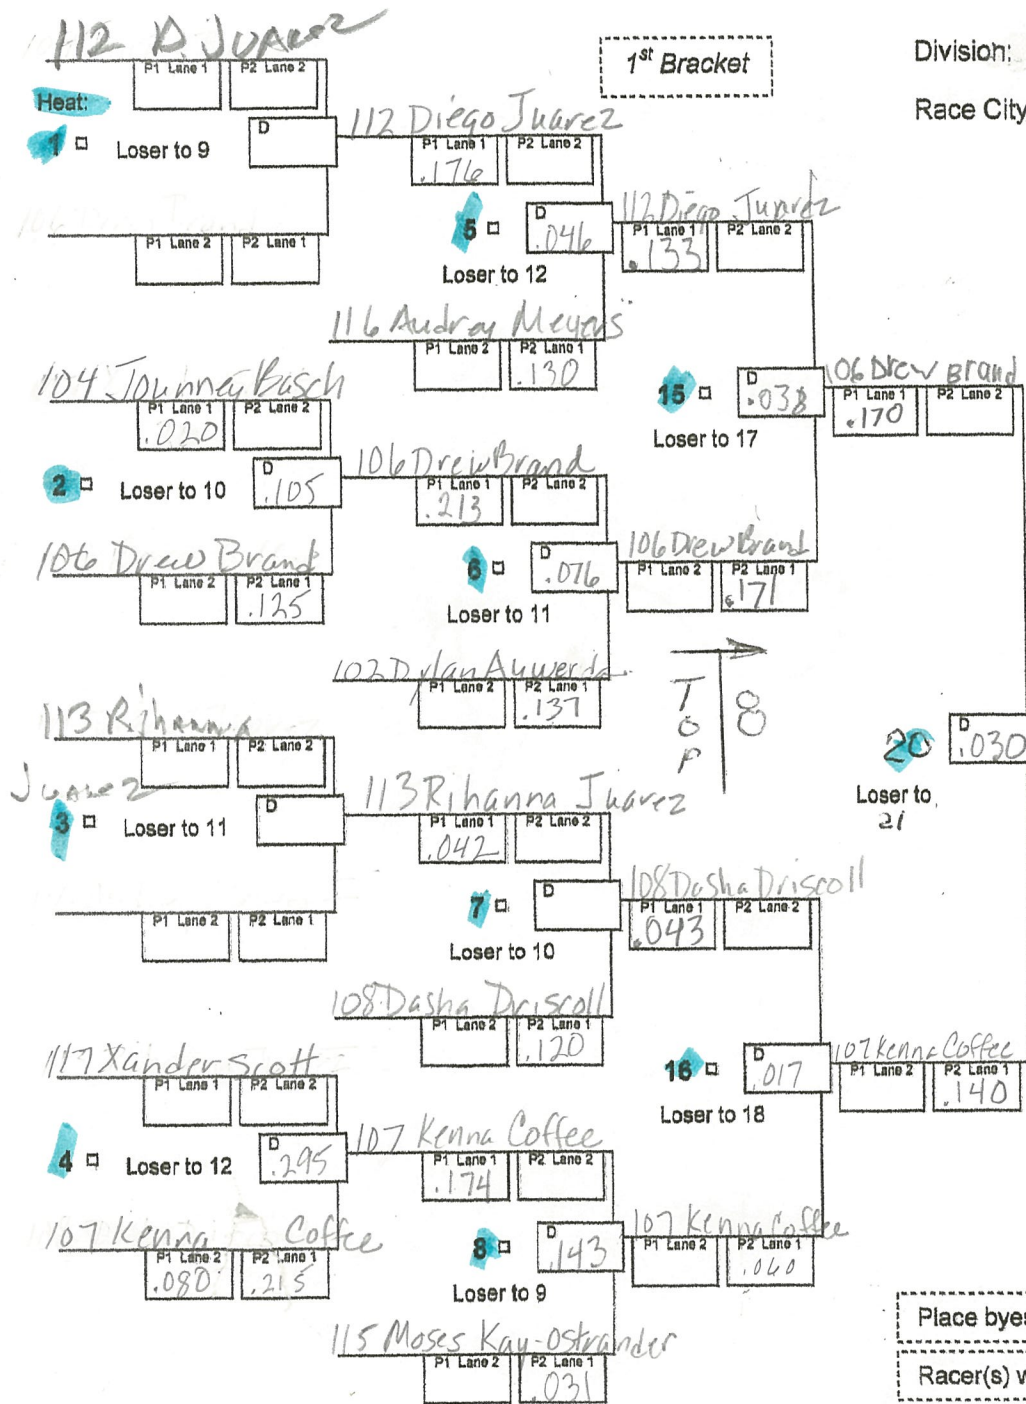 112 D. JUAREZ
1st Bracket
Division:
P1 Lane 1 P2 Lane 2
Heat:
Race City
1 Loser to 9 D
112 Diego Juarez
P1 Lane 1 P2 Lane 2
.176
112 Diego Juarez
5 D .046
P1 Lane 1 P2 Lane 2
.133
P1 Lane 2 P2 Lane 1
Loser to 12
116 Audrey Meyers
P1 Lane 2 P2 Lane 1
.130
104 Jounney Basch
106 Drew Brand
15 D .038
P1 Lane 1 P2 Lane 2
.170
P1 Lane 1 P2 Lane 2
.020
Loser to 17
106 Drew Brand
2 Loser to 10 D .105
P1 Lane 1 P2 Lane 2
.213
106 Drew Brand
106 Drew Brand
6 D .076
P1 Lane 2 P2 Lane 1
.171
P1 Lane 2 P2 Lane 1
.125
Loser to 11
102 Dylan Auwerda
P1 Lane 2 P2 Lane 1
.137
TOP 8
113 Rihanna
Juarez
P1 Lane 1 P2 Lane 2
20 D .030
Loser to
21
113 Rihanna Juarez
3 Loser to 11 D
P1 Lane 1 P2 Lane 2
.042
108 Dasha Driscoll
7 D
P1 Lane 1 P2 Lane 2
.043
P1 Lane 2 P2 Lane 1
Loser to 10
108 Dasha Driscoll
P1 Lane 2 P2 Lane 1
.120
117 Xander Scott
107 Kenna Coffee
16 D .017
P1 Lane 2 P2 Lane 1
.140
P1 Lane 1 P2 Lane 2
Loser to 18
107 Kenna Coffee
4 Loser to 12 D .295
P1 Lane 1 P2 Lane 2
.174
107 Kenna Coffee
107 Kenna Coffee
8 D .143
P1 Lane 2 P2 Lane 1
.060
P1 Lane 2 P2 Lane 1
.080 .215
Loser to 9
Place byes
115 Moses Kay-Ostrander
P1 Lane 2 P2 Lane 1
.031
Racer(s) w